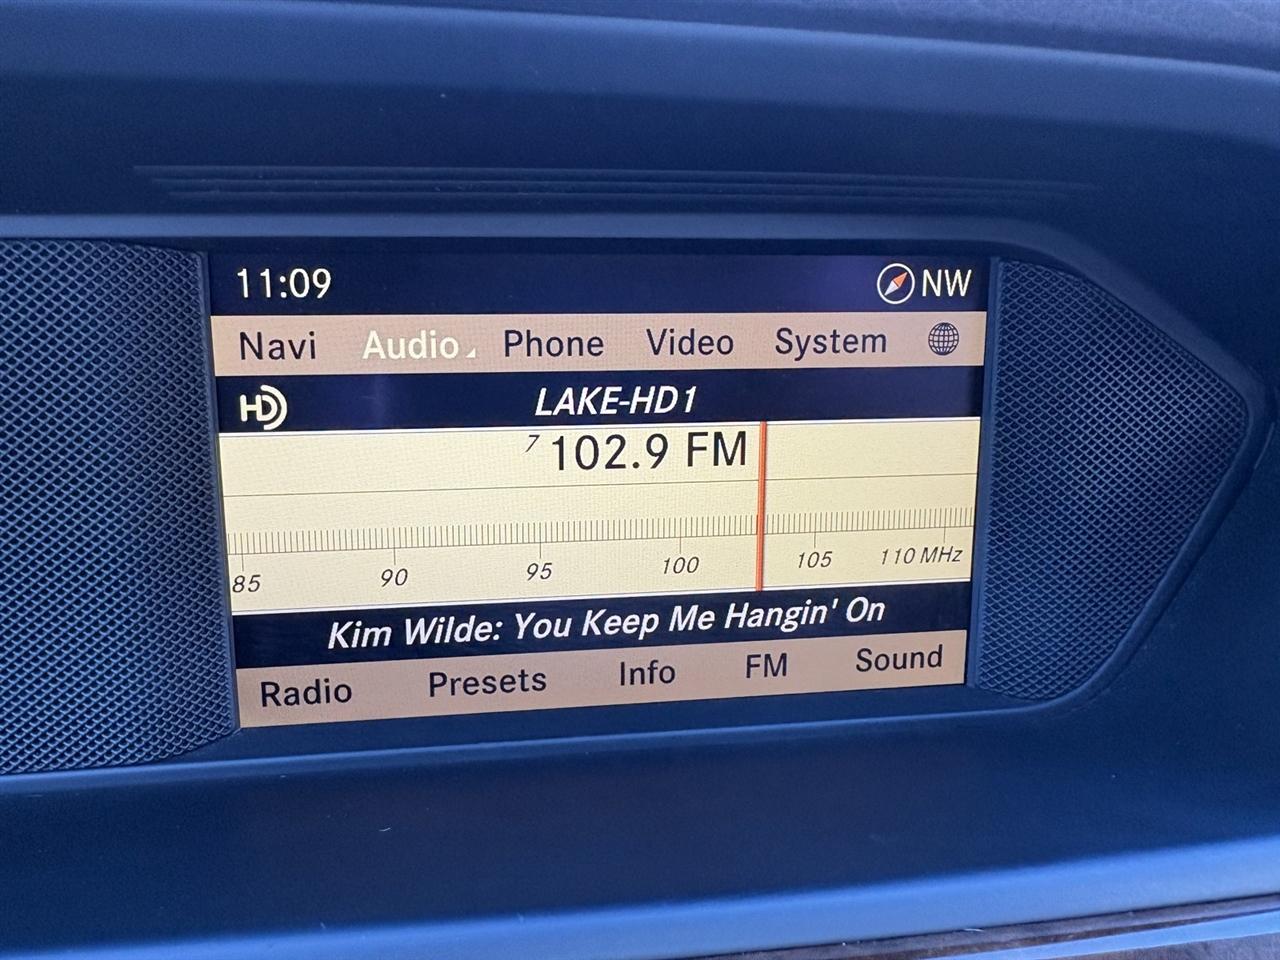 11:09 NW
Navi Audio Phone Video System
HD LAKE-HD1
7 102.9 FM
85 90 95 100 105 110 MHz
Kim Wilde: You Keep Me Hangin' On
Radio Presets Info FM Sound